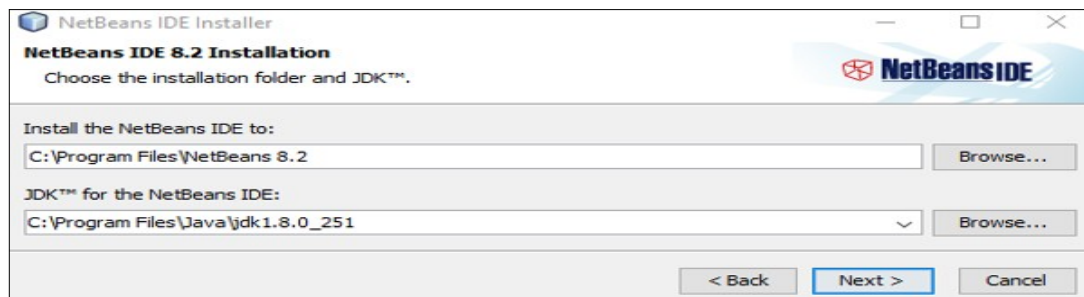 NetBeans IDE Installer
NetBeans IDE 8.2 Installation
Choose the installation folder and JDK™.
NetBeans IDE
Install the NetBeans IDE to:
C:\Program Files\NetBeans 8.2
Browse...
JDK™ for the NetBeans IDE:
C:\Program Files\Java\jdk1.8.0_251
Browse...
< Back
Next >
Cancel